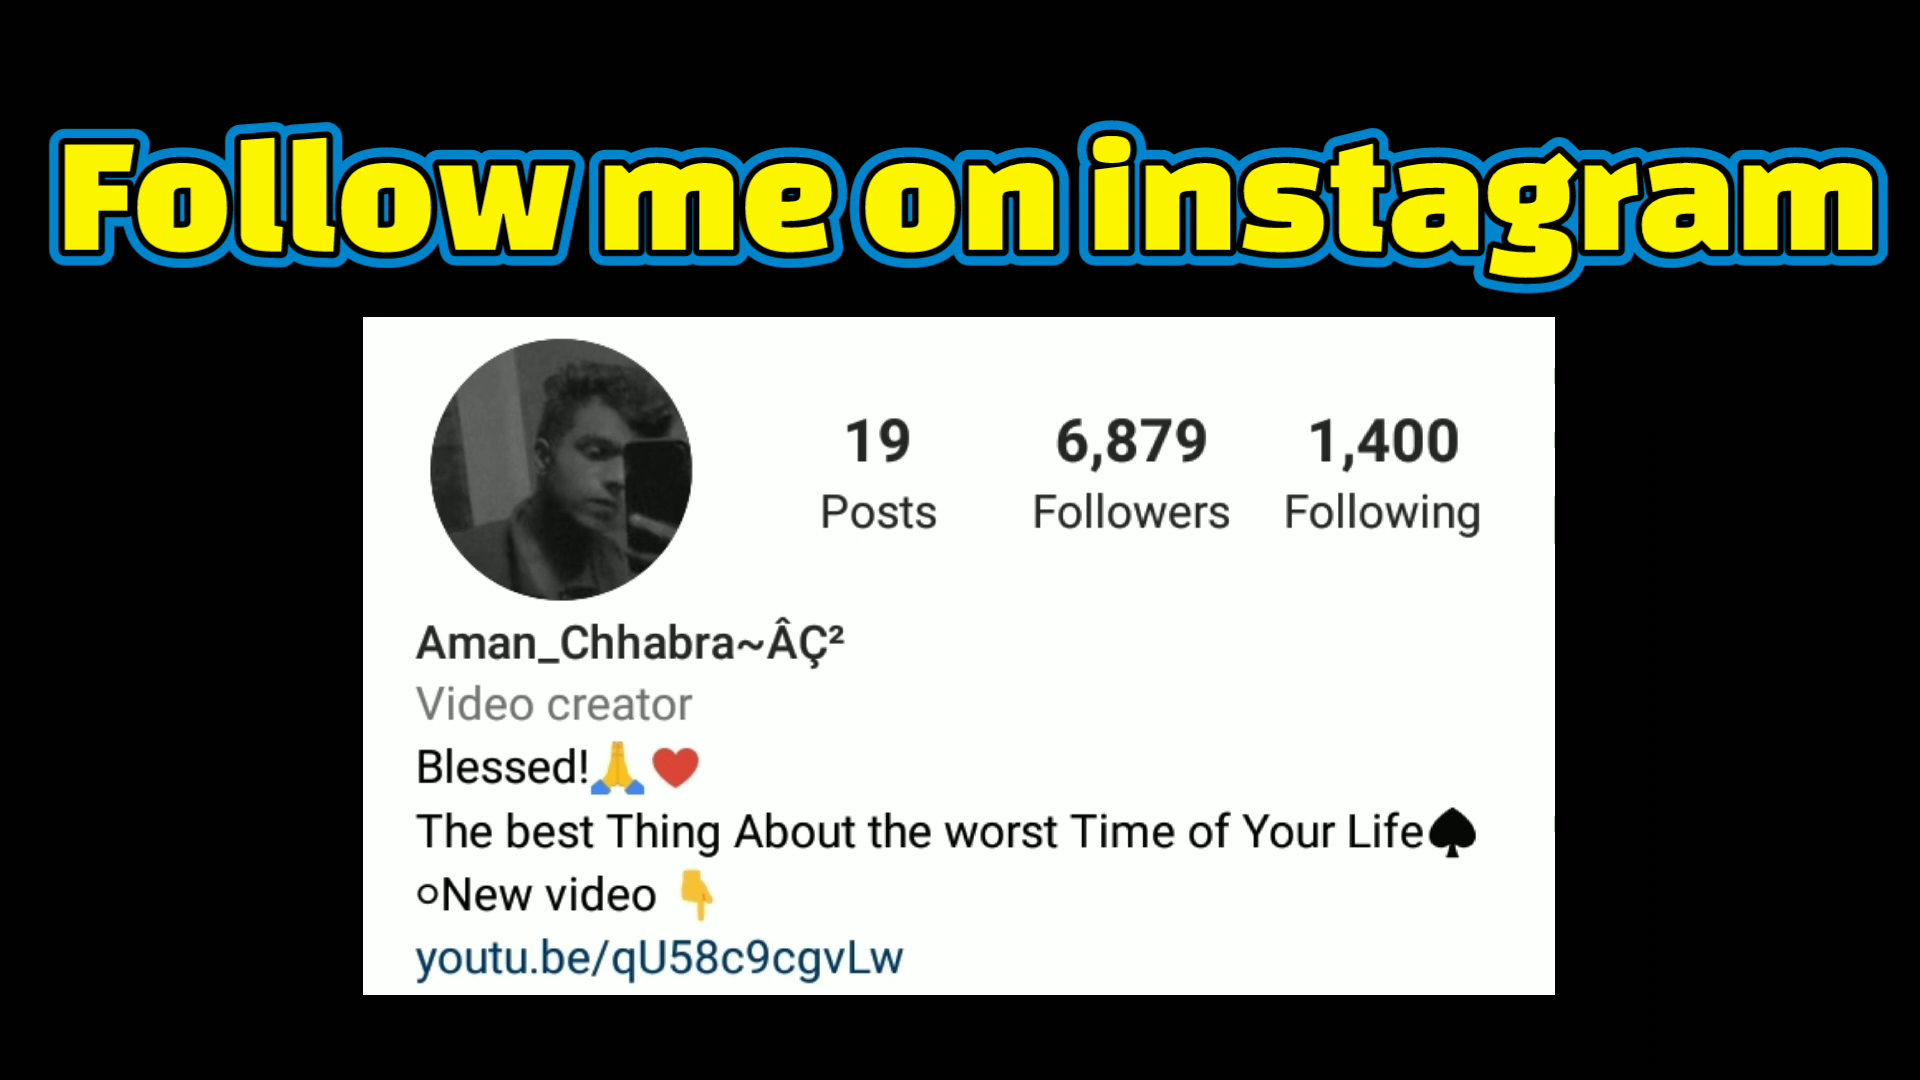 Follow me on instagram
19 6,879 1,400
Posts Followers Following
Aman_Chhabra~ÂÇ²
Video creator
Blessed!🙏❤️
The best Thing About the worst Time of Your Life♠️
○New video 👇
youtu.be/qU58c9cgvLw